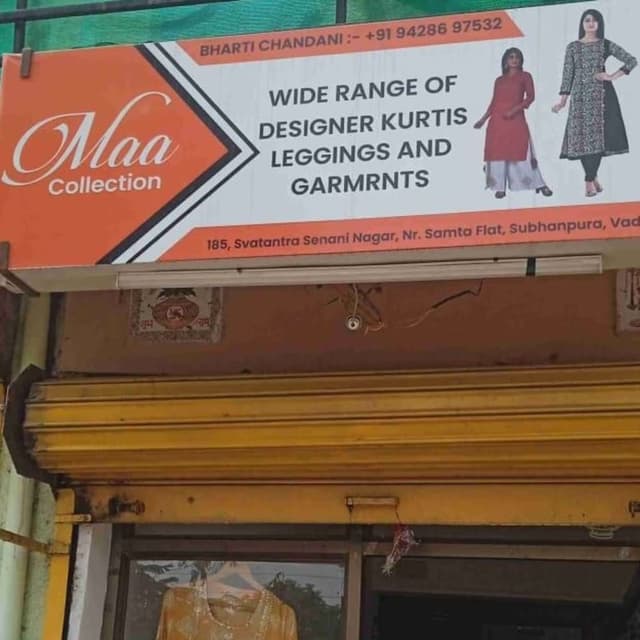 BHARTI CHANDANI :- +91 94286 97532
Maa
Collection
WIDE RANGE OF
DESIGNER KURTIS
LEGGINGS AND
GARMRNTS
185, Svatantra Senani Nagar, Nr. Samta Flat, Subhanpura, Vad